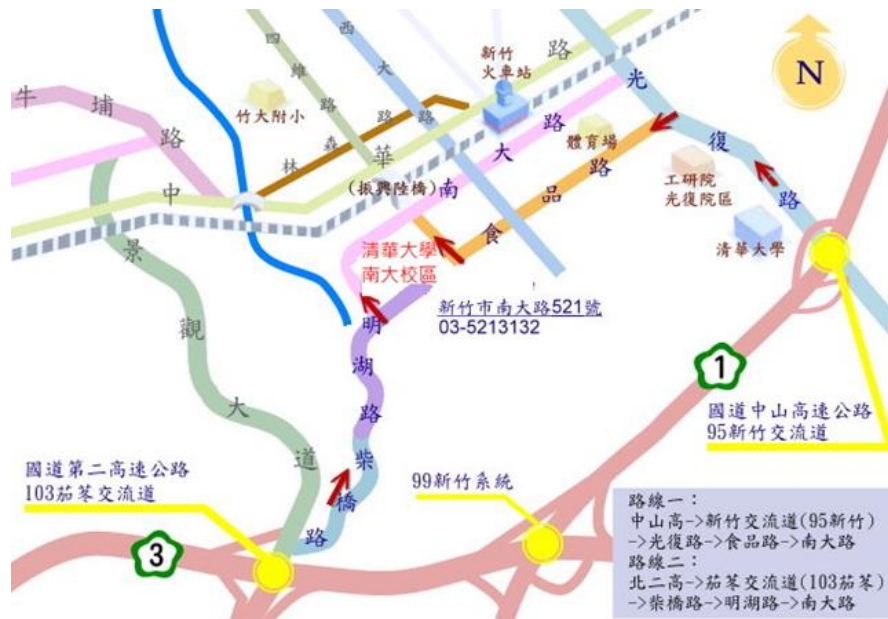 四維路
西大路
新竹
火車站
路
光
N
牛埔路
竹大附小
林森路
華
大
路
體育場
復
(振興陸橋)
南
路
工研院
光復院區
路
中
品
清華大學
景觀大道
食
清華大學
南大校區
新竹市南大路521號
03-5213132
明湖路
1
國道中山高速公路
95新竹交流道
柴橋路
國道第二高速公路
103茄苳交流道
99新竹系統
3
路線一：
中山高->新竹交流道(95新竹)
->光復路->食品路->南大路
路線二：
北二高->茄苳交流道(103茄苳)
->柴橋路->明湖路->南大路